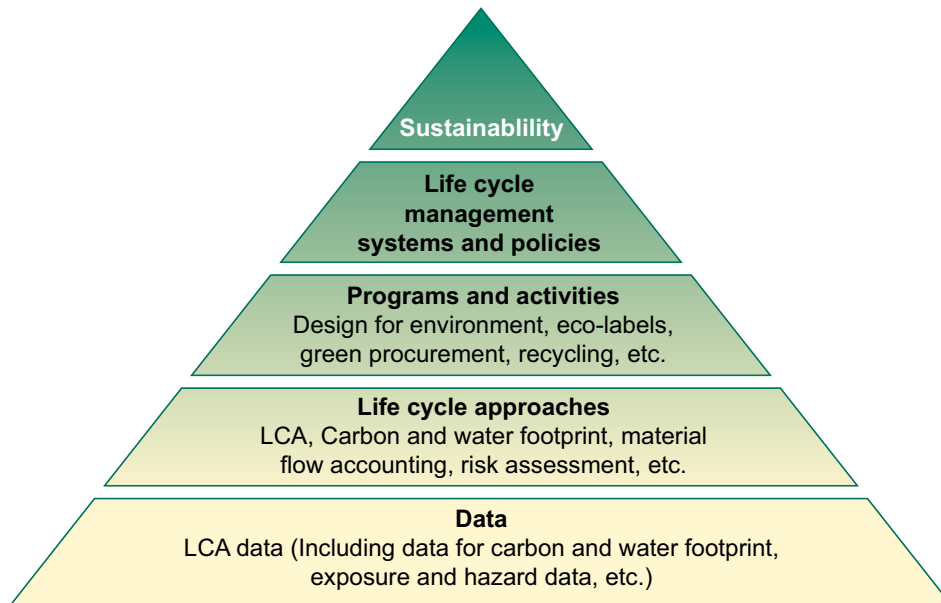 Sustainablility
Life cycle
management
systems and policies
Programs and activities
Design for environment, eco-labels,
green procurement, recycling, etc.
Life cycle approaches
LCA, Carbon and water footprint, material
flow accounting, risk assessment, etc.
Data
LCA data (Including data for carbon and water footprint,
exposure and hazard data, etc.)